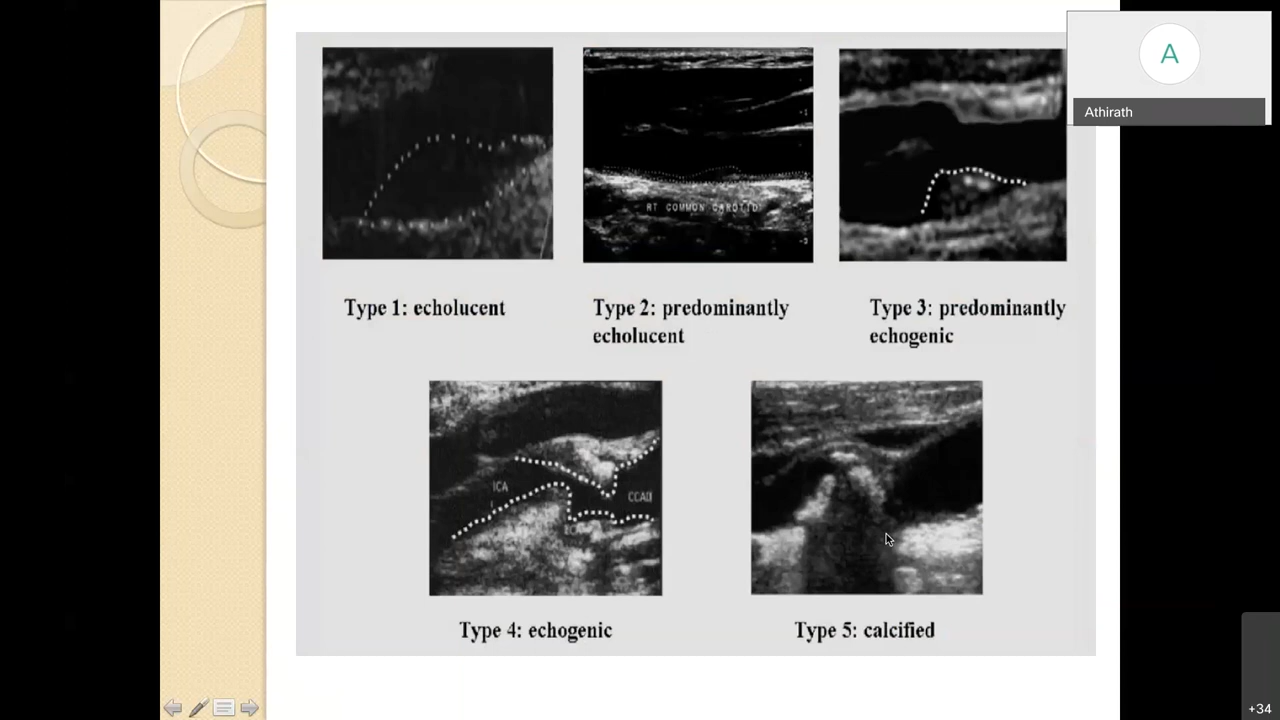 A
Athirath
RT COMMON CAROTID
Type 1: echolucent
Type 2: predominantly
echolucent
Type 3: predominantly
echogenic
ICA
Type 4: echogenic
Type 5: calcified
+34